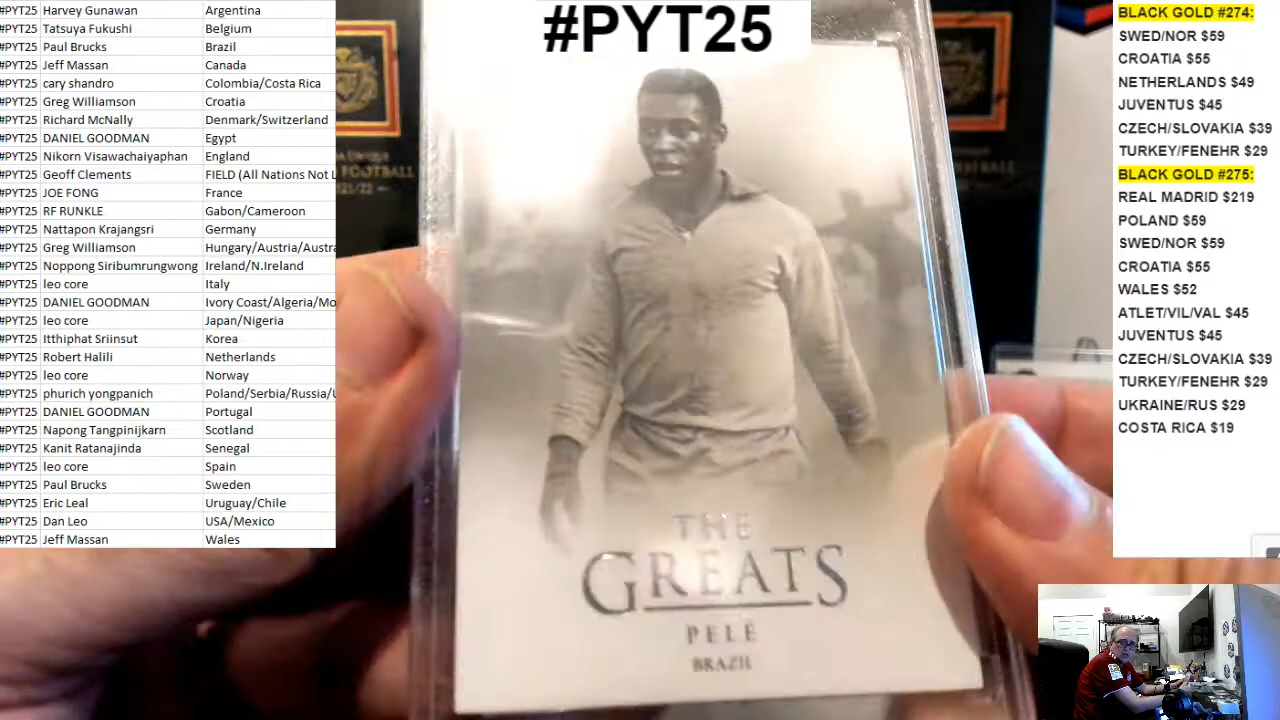 #PYT25 Harvey Gunawan Argentina
#PYT25 Tatsuya Fukushi Belgium
#PYT25 Paul Brucks Brazil
#PYT25 Jeff Massan Canada
#PYT25 cary shandro Colombia/Costa Rica
#PYT25 Greg Williamson Croatia
#PYT25 Richard McNally Denmark/Switzerland
#PYT25 DANIEL GOODMAN Egypt
#PYT25 Nikorn Visawachaiyaphan England
#PYT25 Geoff Clements FIELD (All Nations Not L
#PYT25 JOE FONG France
#PYT25 RF RUNKLE Gabon/Cameroon
#PYT25 Nattapon Krajangsri Germany
#PYT25 Greg Williamson Hungary/Austria/Austra
#PYT25 Noppong Siribumrungwong Ireland/N.Ireland
#PYT25 leo core Italy
#PYT25 DANIEL GOODMAN Ivory Coast/Algeria/Mo
#PYT25 leo core Japan/Nigeria
#PYT25 Itthiphat Sriinsut Korea
#PYT25 Robert Halili Netherlands
#PYT25 leo core Norway
#PYT25 phurich yongpanich Poland/Serbia/Russia/
#PYT25 DANIEL GOODMAN Portugal
#PYT25 Napong Tangpinijkarn Scotland
#PYT25 Kanit Ratanajinda Senegal
#PYT25 leo core Spain
#PYT25 Paul Brucks Sweden
#PYT25 Eric Leal Uruguay/Chile
#PYT25 Dan Leo USA/Mexico
#PYT25 Jeff Massan Wales
#PYT25
FOOTBALL
THE
GREATS
PELE
BRAZIL
BLACK GOLD #274:
SWED/NOR $59
CROATIA $55
NETHERLANDS $49
JUVENTUS $45
CZECH/SLOVAKIA $39
TURKEY/FENEHR $29
BLACK GOLD #275:
REAL MADRID $219
POLAND $59
SWED/NOR $59
CROATIA $55
WALES $52
ATLET/VIL/VAL $45
JUVENTUS $45
CZECH/SLOVAKIA $39
TURKEY/FENEHR $29
UKRAINE/RUS $29
COSTA RICA $19